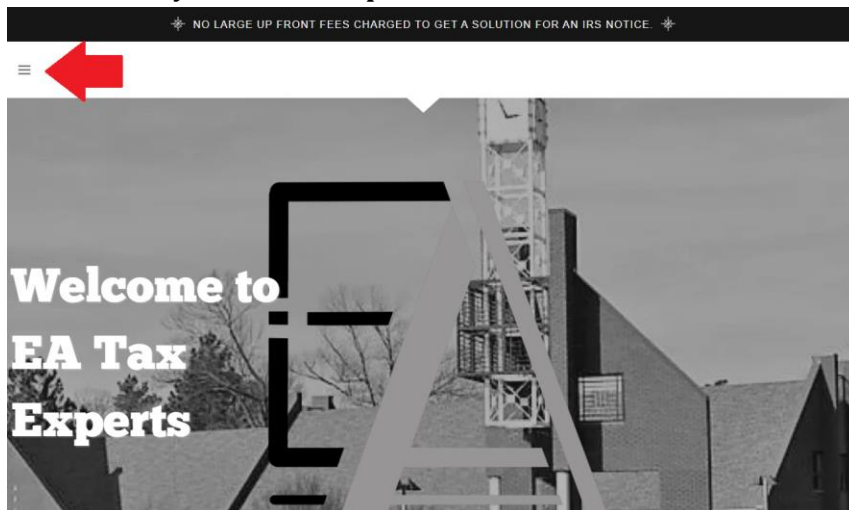 NO LARGE UP FRONT FEES CHARGED TO GET A SOLUTION FOR AN IRS NOTICE.
Welcome to
EA Tax
Experts